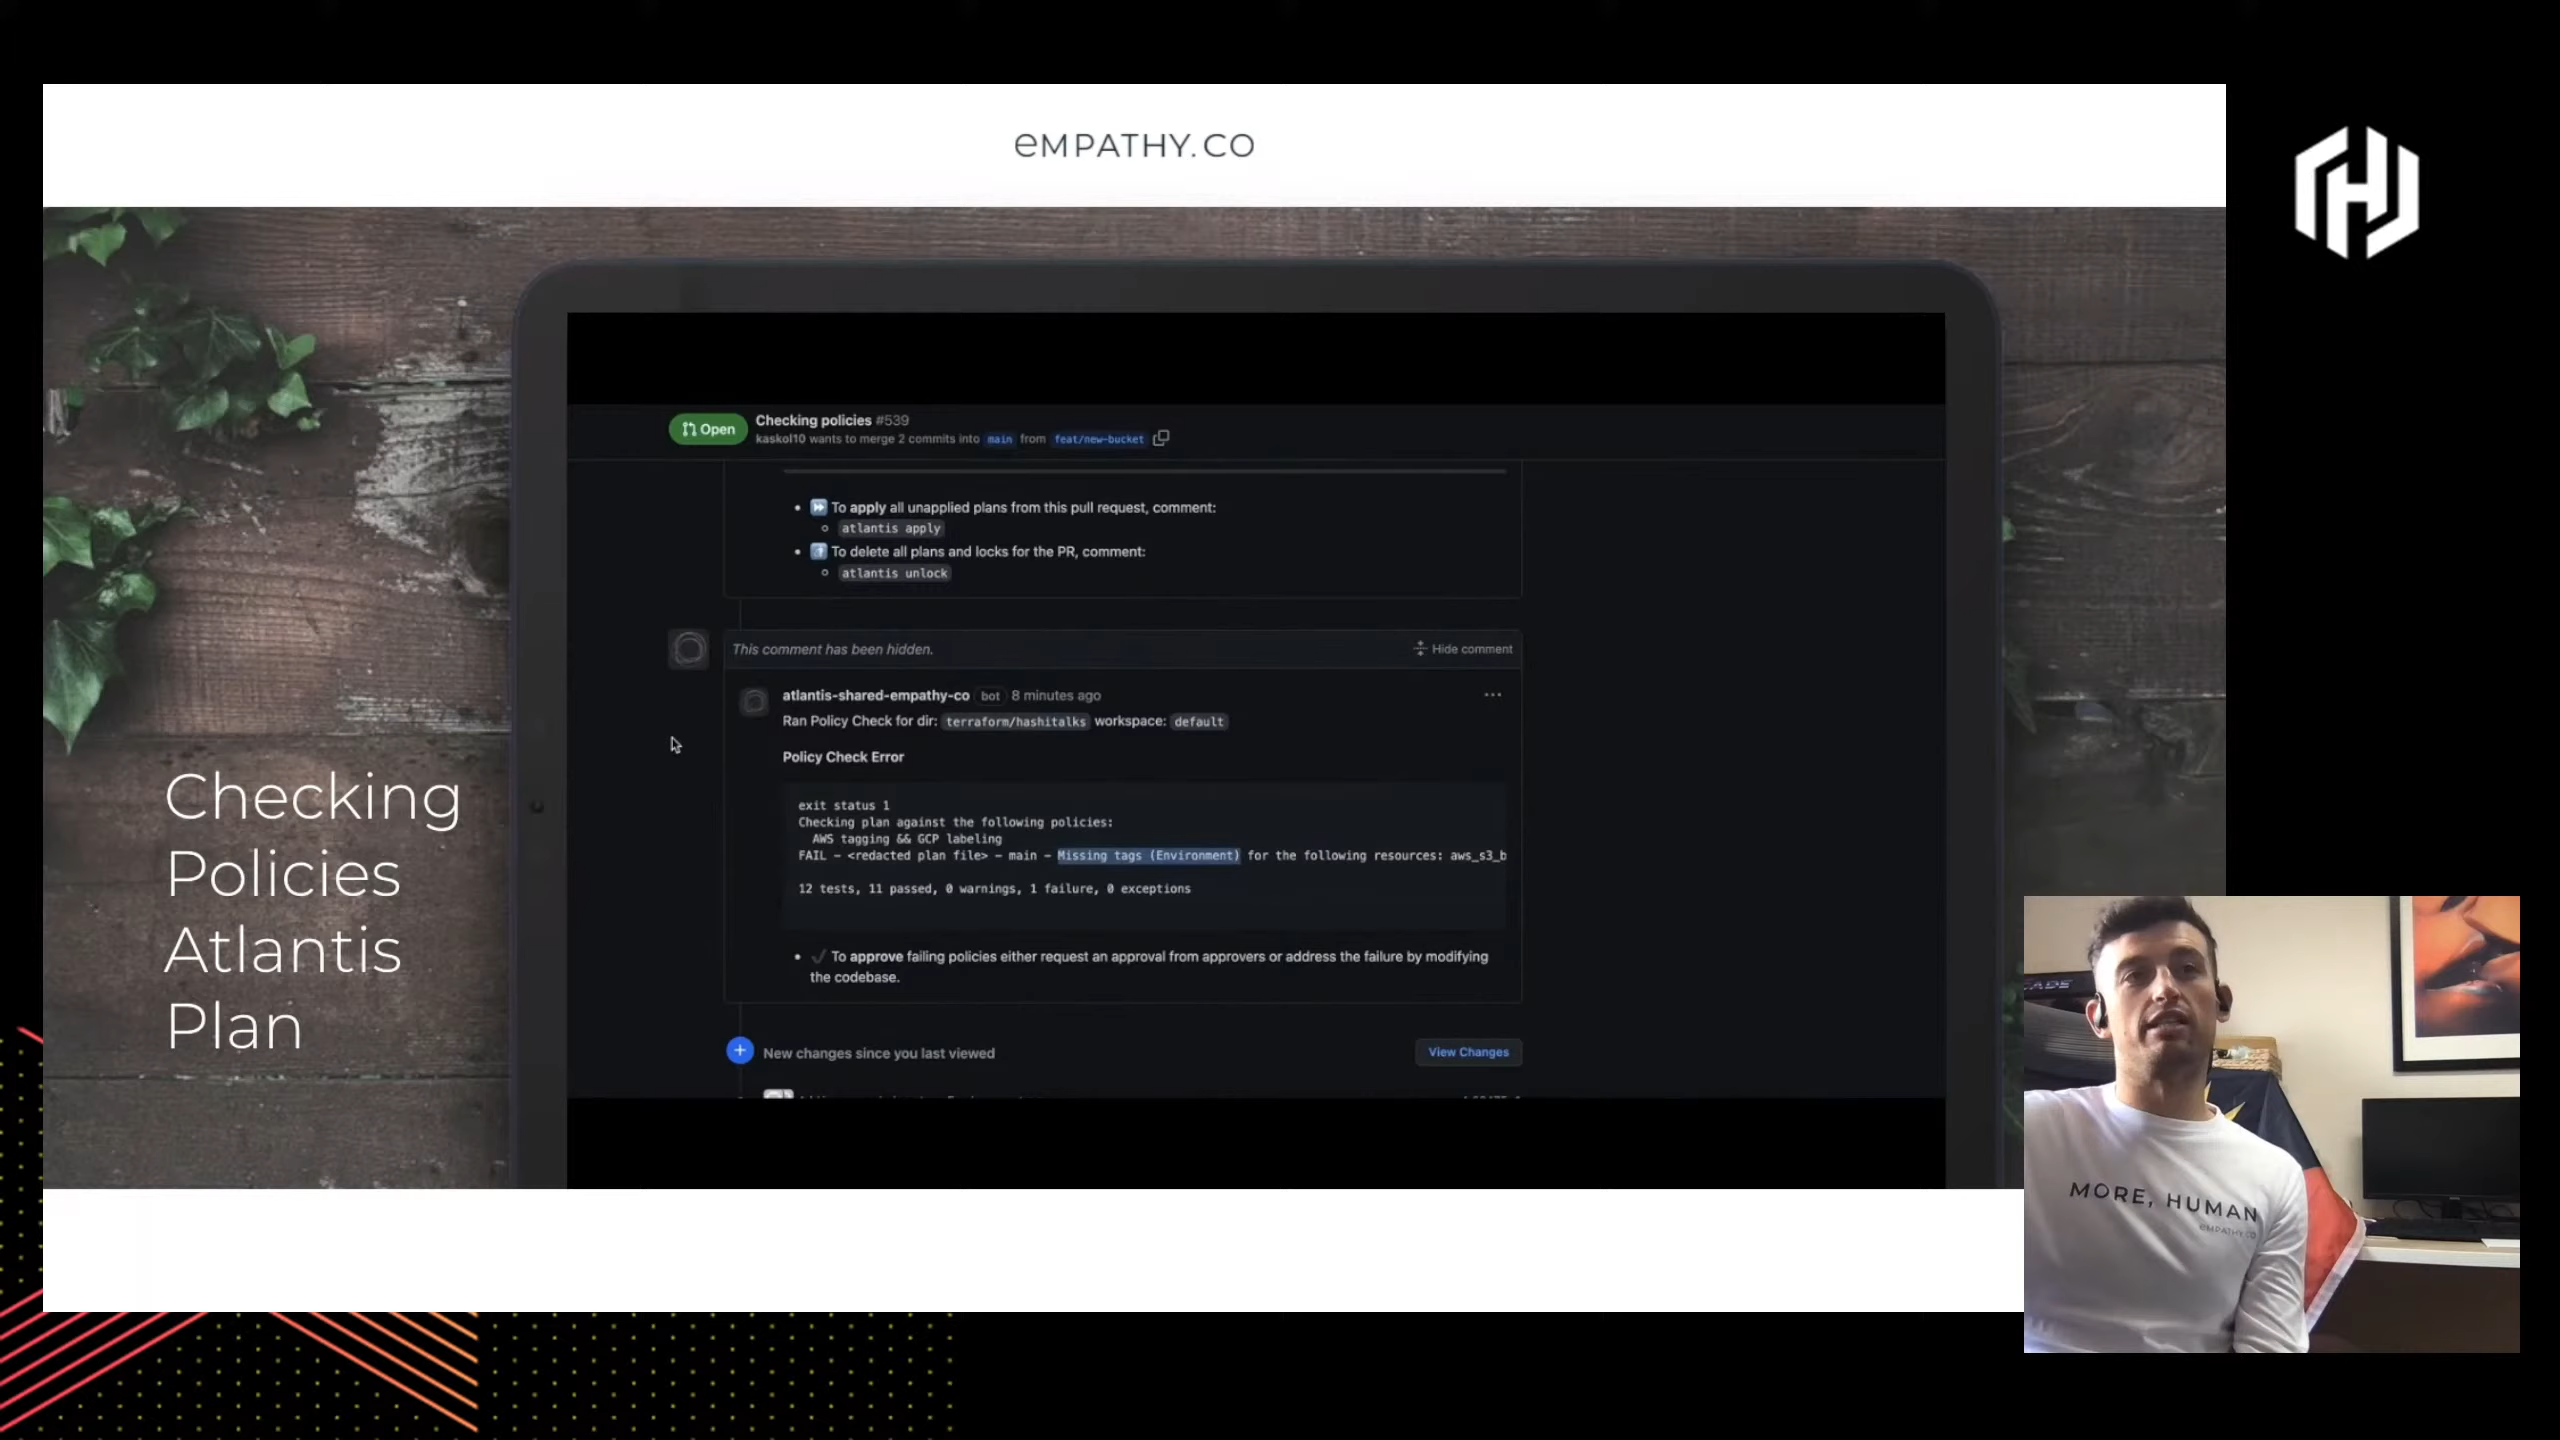 eMPATHY.CO
Checking
Policies
Atlantis
Plan
Open
Checking policies #539
kaskol10 wants to merge 2 commits into main from feat/new-bucket
To apply all unapplied plans from this pull request, comment:
atlantis apply
To delete all plans and locks for the PR, comment:
atlantis unlock
This comment has been hidden.
Hide comment
atlantis-shared-empathy-co bot 8 minutes ago
Ran Policy Check for dir: terraform/hashitalks workspace: default
Policy Check Error
exit status 1
Checking plan against the following policies:
AWS tagging && GCP labeling
FAIL - <redacted plan file> - main - Missing tags (Environment) for the following resources: aws_s3_b
12 tests, 11 passed, 0 warnings, 1 failure, 0 exceptions
To approve failing policies either request an approval from approvers or address the failure by modifying
the codebase.
New changes since you last viewed
View Changes
MORE, HUMAN
eMPATHY.CO